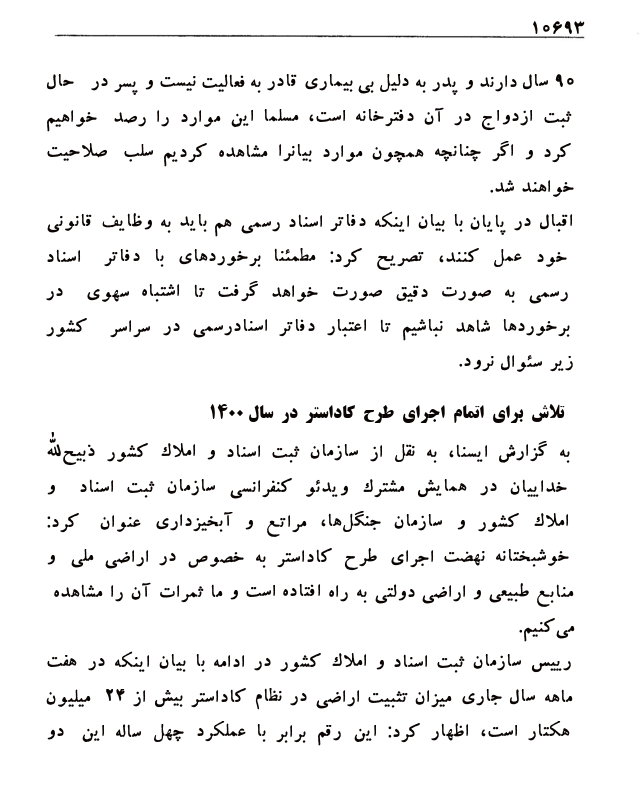 ۱۰۶۹۳
۹۰ سال دارند و پدر به دلیل بی بیماری قادر به فعالیت نیست و پسر در حال
ثبت ازدواج در آن دفترخانه است، مسلما این موارد را رصد خواهیم
کرد و اگر چنانچه همچون موارد بیانرا مشاهده کردیم سلب صلاحیت
خواهند شد.
اقبال در پایان با بیان اینکه دفاتر اسناد رسمی هم باید به وظایف قانونی
خود عمل کنند، تصریح کرد: مطمئنا برخوردهای با دفاتر اسناد
رسمی به صورت دقیق صورت خواهد گرفت تا اشتباه سهوی در
برخوردها شاهد نباشیم تا اعتبار دفاتر اسنادرسمی در سراسر کشور
زیر سئوال نرود.
تلاش برای اتمام اجرای طرح کاداستر در سال ۱۴۰۰
به گزارش ایسنا، به نقل از سازمان ثبت اسناد و املاك کشور ذبیح‌الله
خداییان در همایش مشترك ویدئو کنفرانسی سازمان ثبت اسناد و
املاك کشور و سازمان جنگل‌ها، مراتع و آبخیزداری عنوان کرد:
خوشبختانه نهضت اجرای طرح کاداستر به خصوص در اراضی ملی و
منابع طبیعی و اراضی دولتی به راه افتاده است و ما ثمرات آن را مشاهده
می‌کنیم.
رییس سازمان ثبت اسناد و املاك کشور در ادامه با بیان اینکه در هفت
ماهه سال جاری میزان تثبیت اراضی در نظام کاداستر بیش از ۲۴ میلیون
هکتار است، اظهار کرد: این رقم برابر با عملکرد چهل ساله این دو